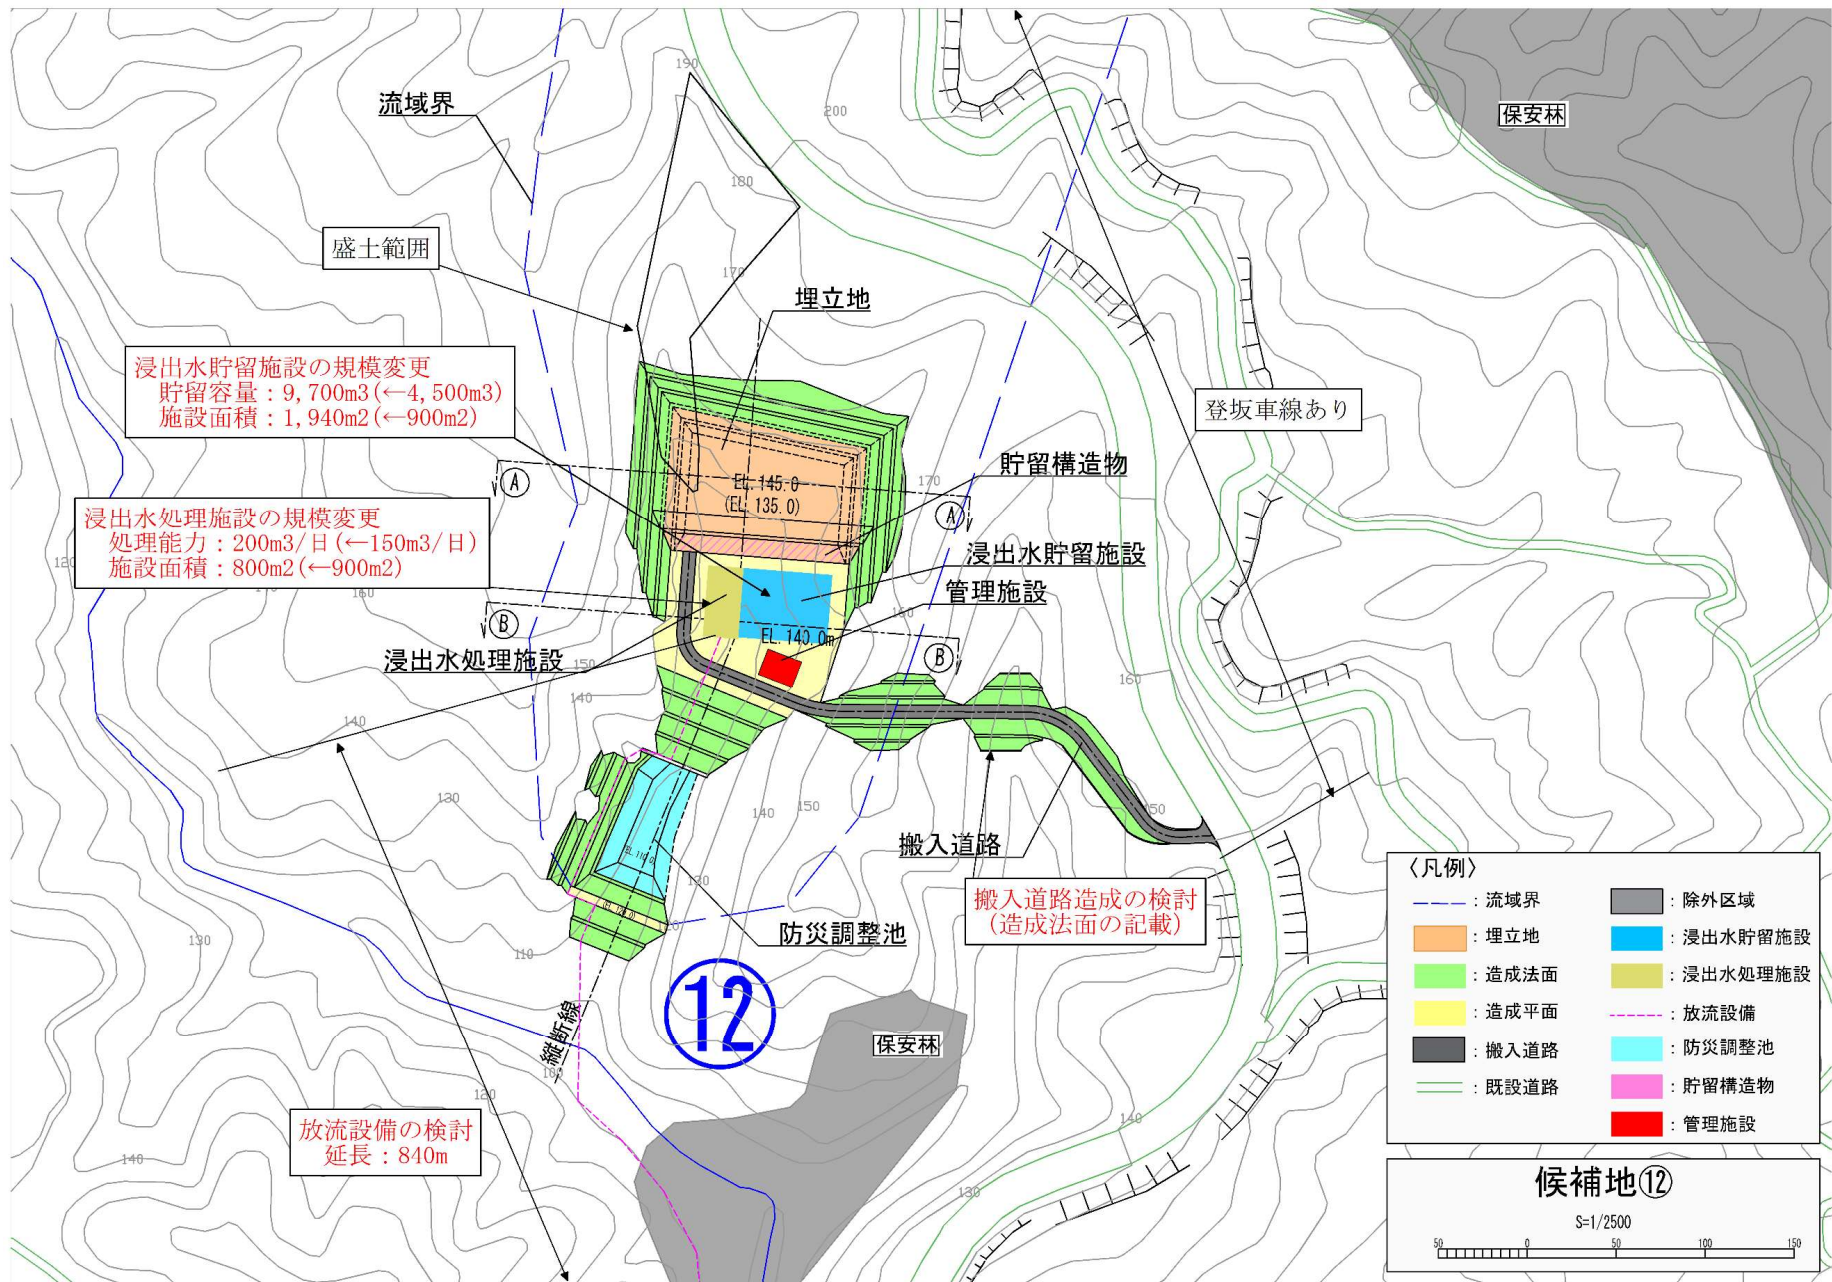 190
200
流域界
保安林
180
盛土範囲
170
埋立地
浸出水貯留施設の規模変更
貯留容量：9,700m3(←4,500m3)
施設面積：1,940m2(←900m2)
登坂車線あり
貯留構造物
170
A
EL.145.0
(EL.135.0)
A
浸出水処理施設の規模変更
処理能力：200m3/日(←150m3/日)
施設面積：800m2(←900m2)
浸出水貯留施設
管理施設
160
160
B
EL.140.0m
B
浸出水処理施設
150
140
160
140
130
140
150
150
搬入道路
130
搬入道路造成の検討
(造成法面の記載)
防災調整池
130
110
12
縦断線
100
保安林
120
放流設備の検討
延長：840m
140
140
130
〈凡例〉
：流域界
：除外区域
：埋立地
：浸出水貯留施設
：造成法面
：浸出水処理施設
：造成平面
：放流設備
：搬入道路
：防災調整池
：既設道路
：貯留構造物
：管理施設
候補地⑫
S=1/2500
50 0 50 100 150